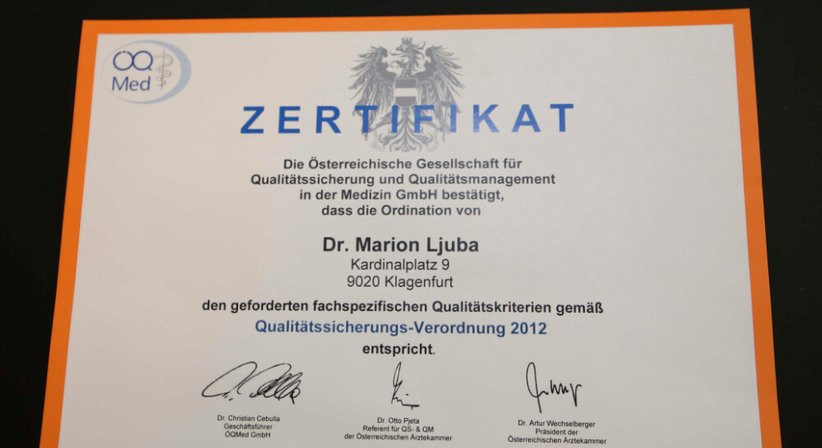 ÖQ
Med
ZERTIFIKAT
Die Österreichische Gesellschaft für
Qualitätssicherung und Qualitätsmanagement
in der Medizin GmbH bestätigt,
dass die Ordination von
Dr. Marion Ljuba
Kardinalplatz 9
9020 Klagenfurt
den geforderten fachspezifischen Qualitätskriterien gemäß
Qualitätssicherungs-Verordnung 2012
entspricht.
Dr. Christian Cebulla
Geschäftsführer
ÖQMed GmbH
Dr. Otto Pjeta
Referent für QS- & QM
der Österreichischen Ärztekammer
Dr. Artur Wechselberger
Präsident der
Österreichischen Ärztekammer